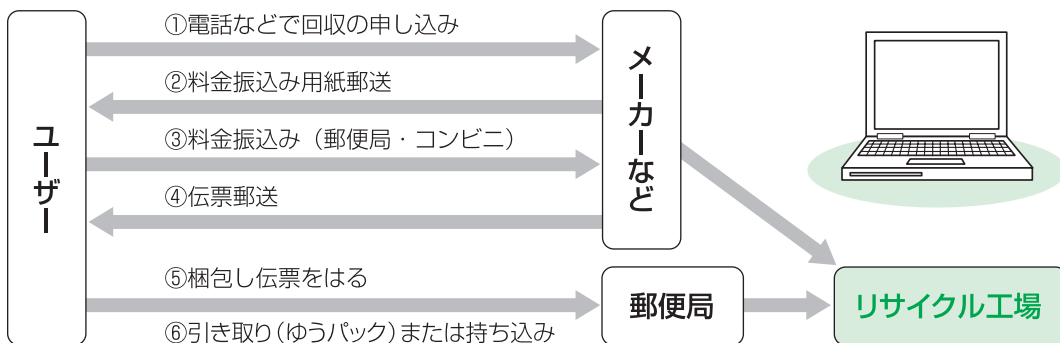 ①電話などで回収の申し込み
②料金振込み用紙郵送
③料金振込み（郵便局・コンビニ）
④伝票郵送
⑤梱包し伝票をはる
⑥引き取り（ゆうパック）または持ち込み
ユーザー
メーカーなど
郵便局
リサイクル工場